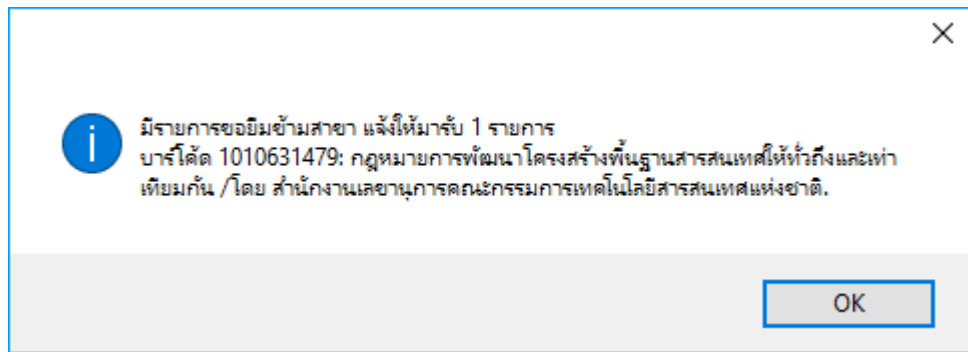 มีรายการขอยืมข้ามสาขา แจ้งให้มารับ 1 รายการ
บาร์โค้ด 1010631479: กฎหมายการพัฒนาโครงสร้างพื้นฐานสารสนเทศให้ทั่วถึงและเท่า
เทียมกัน /โดย สำนักงานเลขานุการคณะกรรมการเทคโนโลยีสารสนเทศแห่งชาติ.
OK